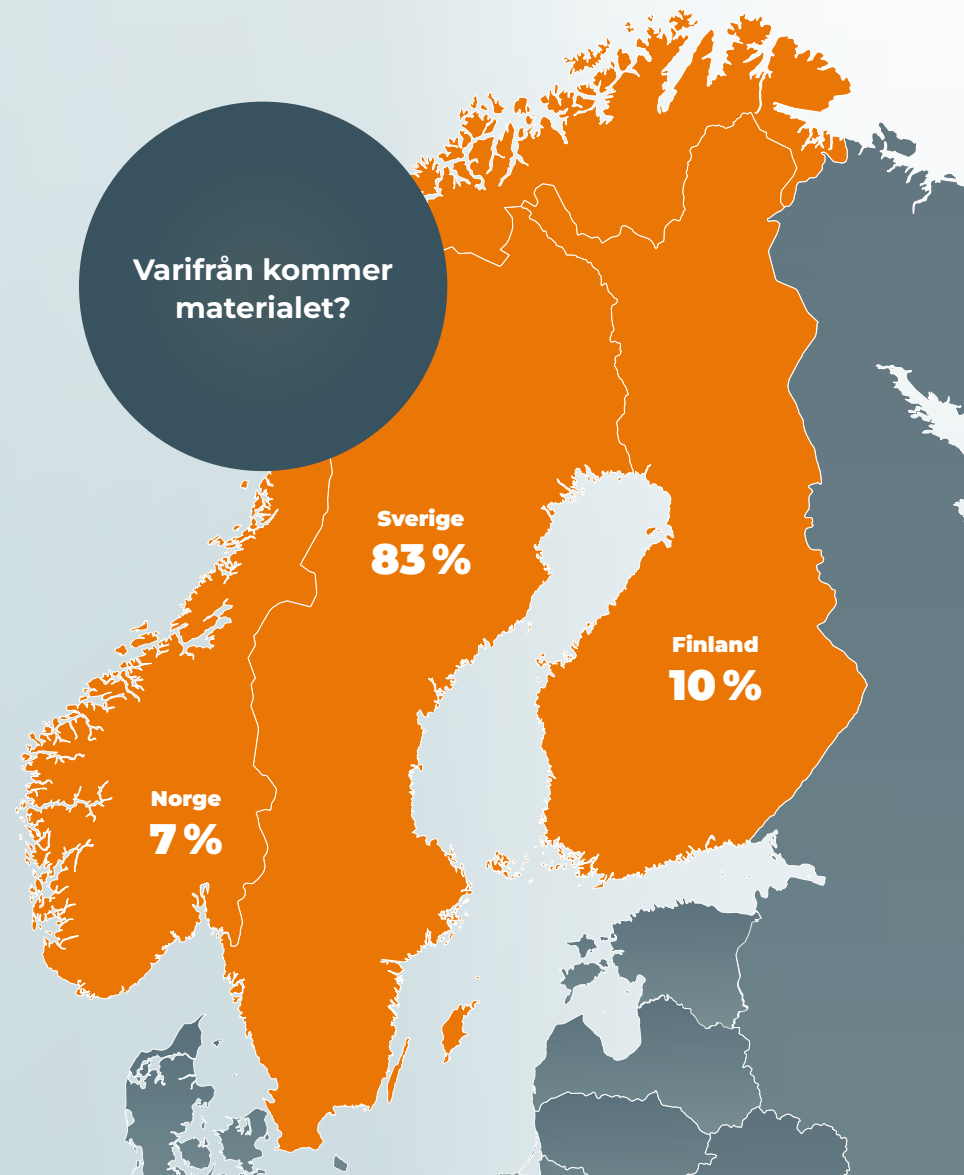 Varifrån kommer
materialet?
Sverige
83 %
Finland
10 %
Norge
7 %